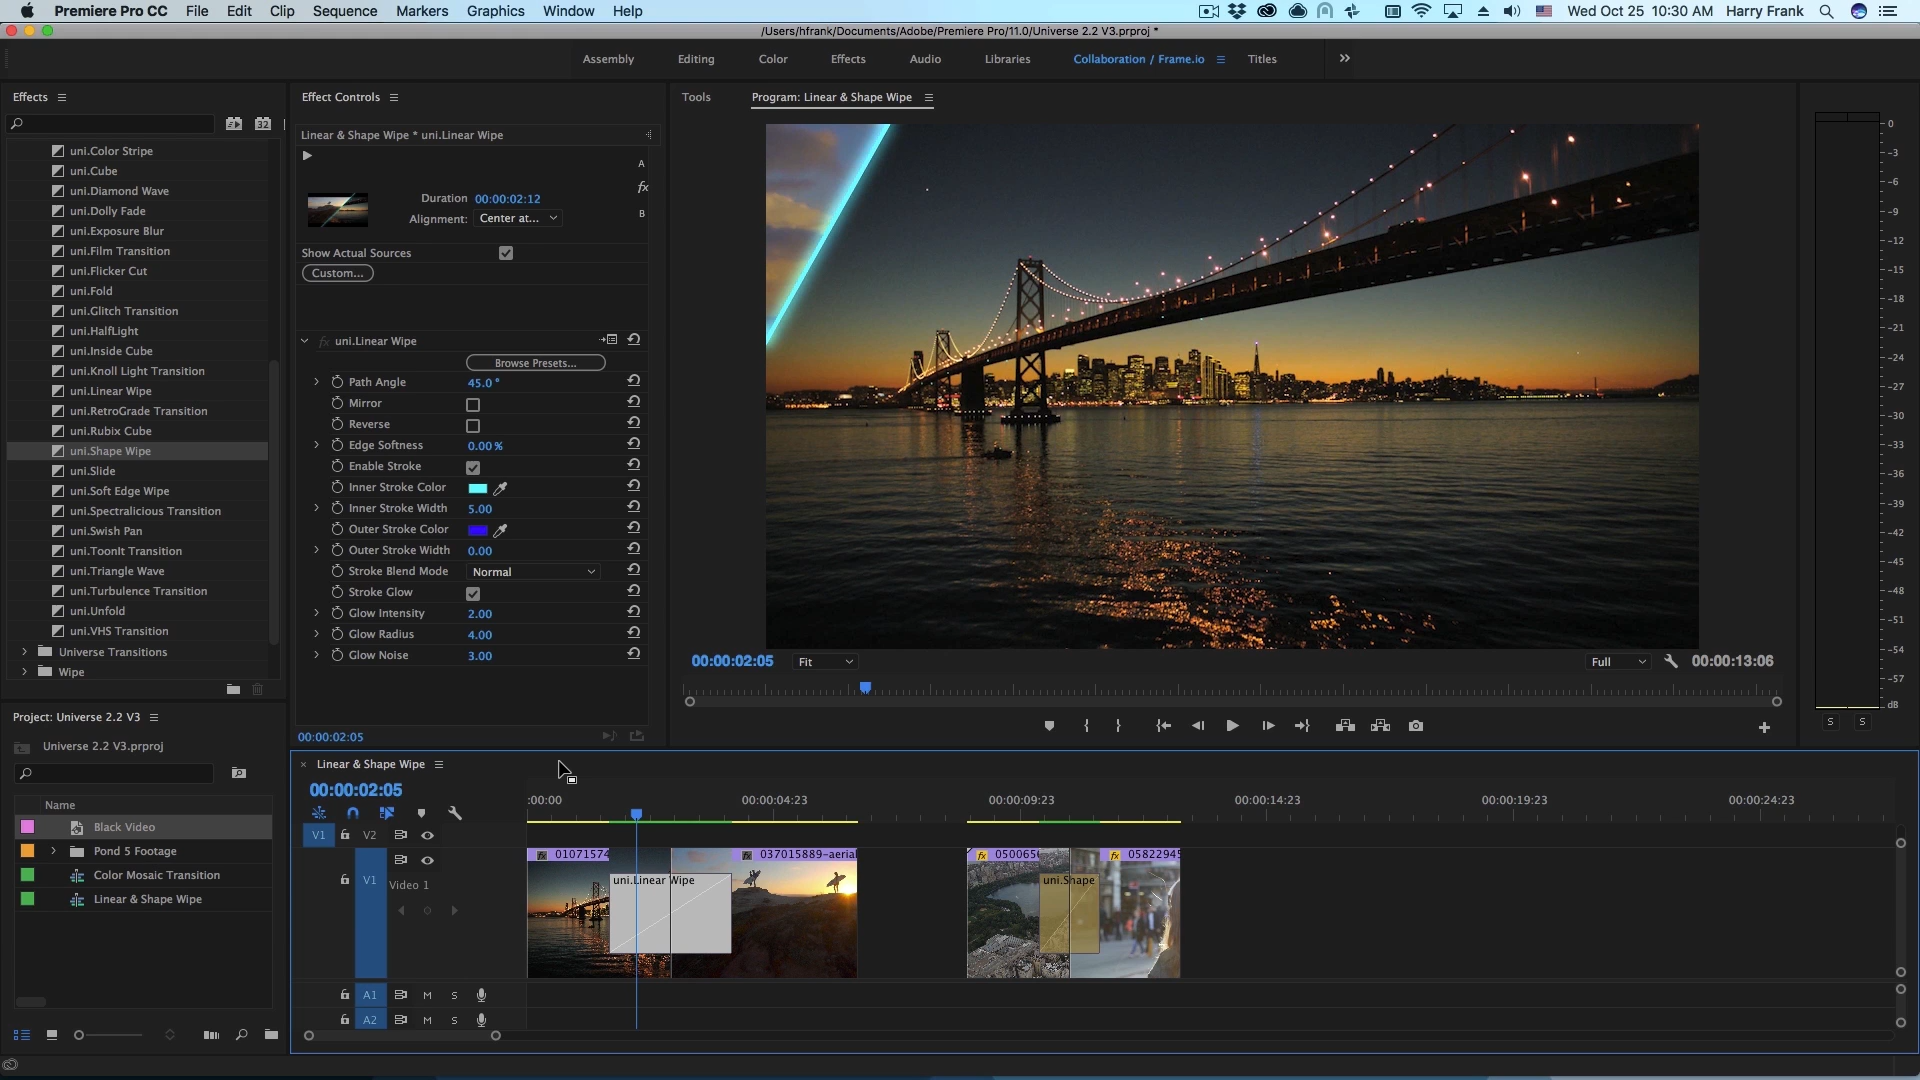 Premiere Pro CC File Edit Clip Sequence Markers Graphics Window Help Wed Oct 25 10:30 AM Harry Frank
/Users/hfrank/Documents/Adobe/Premiere Pro/11.0/Universe 2.2 V3.prproj *
Assembly Editing Color Effects Audio Libraries Collaboration / Frame.io Titles
Effects
32
uni.Color Stripe
uni.Cube
uni.Diamond Wave
uni.Dolly Fade
uni.Exposure Blur
uni.Film Transition
uni.Flicker Cut
uni.Fold
uni.Glitch Transition
uni.HalfLight
uni.Inside Cube
uni.Knoll Light Transition
uni.Linear Wipe
uni.RetroGrade Transition
uni.Rubix Cube
uni.Shape Wipe
uni.Slide
uni.Soft Edge Wipe
uni.Spectralicious Transition
uni.Swish Pan
uni.ToonIt Transition
uni.Triangle Wave
uni.Turbulence Transition
uni.Unfold
uni.VHS Transition
Universe Transitions
Wipe
Effect Controls
Linear & Shape Wipe * uni.Linear Wipe
A
fx
B
Duration 00:00:02:12
Alignment: Center at...
Show Actual Sources
Custom...
fx uni.Linear Wipe
Browse Presets...
Path Angle 45.0 °
Mirror
Reverse
Edge Softness 0.00 %
Enable Stroke
Inner Stroke Color
Inner Stroke Width 5.00
Outer Stroke Color
Outer Stroke Width 0.00
Stroke Blend Mode Normal
Stroke Glow
Glow Intensity 2.00
Glow Radius 4.00
Glow Noise 3.00
00:00:02:05
Tools Program: Linear & Shape Wipe
00:00:02:05 Fit Full 00:00:13:06
0
-3
-6
-9
-12
-15
-18
-21
-24
-27
-30
-33
-36
-39
-42
-45
-48
-51
-54
-57
dB
S S
Project: Universe 2.2 V3
Universe 2.2 V3.prproj
Name
Black Video
Pond 5 Footage
Color Mosaic Transition
Linear & Shape Wipe
Linear & Shape Wipe
00:00:02:05
:00:00 00:00:04:23 00:00:09:23 00:00:14:23 00:00:19:23 00:00:24:23
V1 V2
V1 Video 1
fx 01071574 fx 037015889-aerial fx 050065 fx 05822945
uni.Linear Wipe uni.Shape
A1 M S
A2 M S